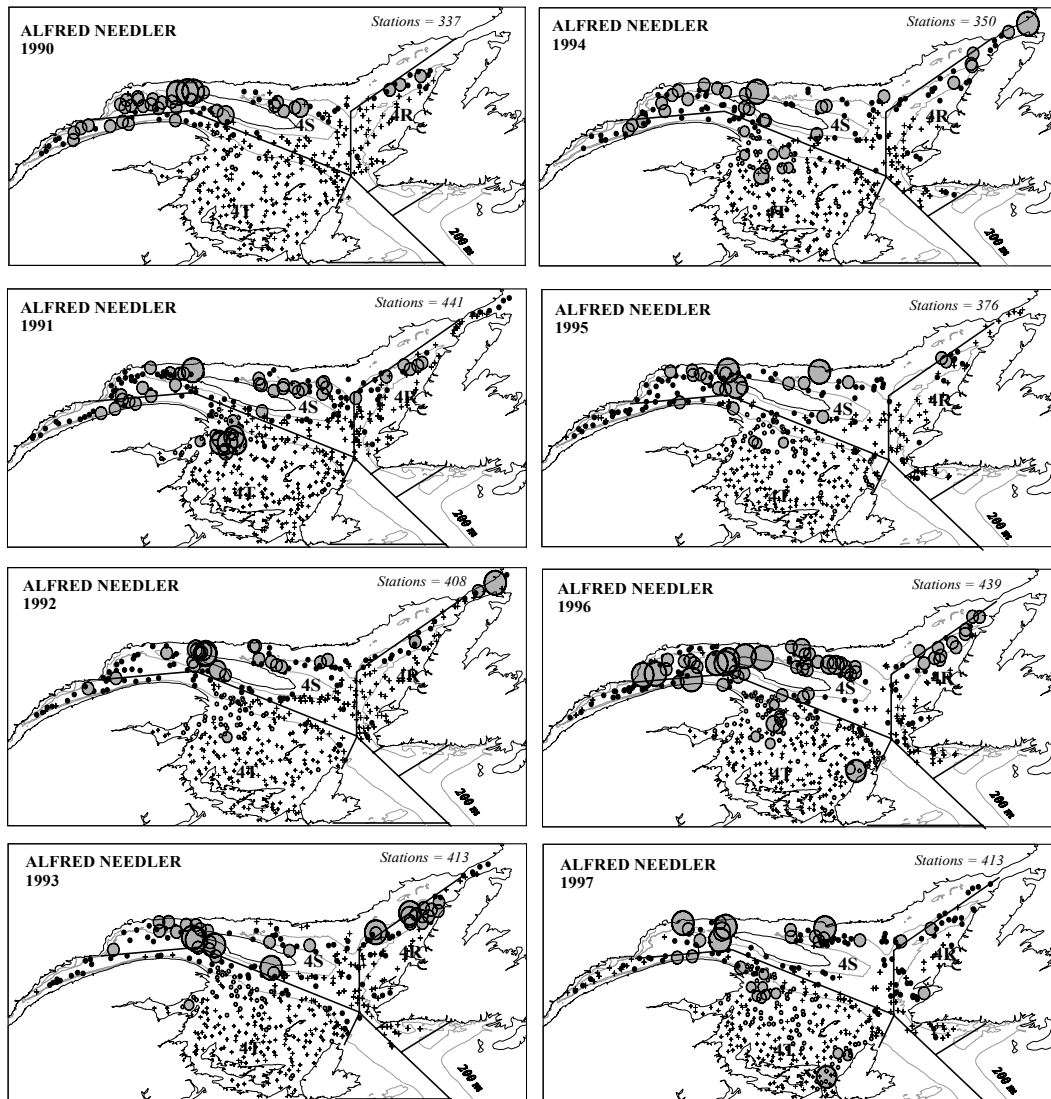 ALFRED NEEDLER
1990
Stations = 337
4S
4R
4T
200 m
ALFRED NEEDLER
1994
Stations = 350
4S
4R
4T
200 m
ALFRED NEEDLER
1991
Stations = 441
4S
4R
4T
200 m
ALFRED NEEDLER
1995
Stations = 376
4S
4R
4T
200 m
ALFRED NEEDLER
1992
Stations = 408
4S
4R
4T
200 m
ALFRED NEEDLER
1996
Stations = 439
4S
4R
4T
200 m
ALFRED NEEDLER
1993
Stations = 413
4S
4R
4T
200 m
ALFRED NEEDLER
1997
Stations = 413
4S
4R
4T
200 m